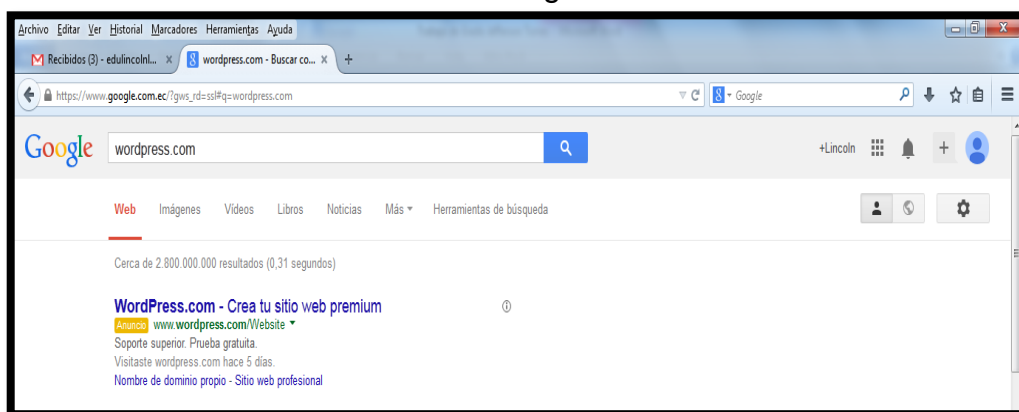 Archivo Editar Ver Historial Marcadores Herramientas Ayuda
Recibidos (3) - edulincolnl... × wordpress.com - Buscar co... × +
https://www.google.com.ec/?gws_rd=ssl#q=wordpress.com Google
Google wordpress.com +Lincoln
Web Imágenes Vídeos Libros Noticias Más Herramientas de búsqueda
Cerca de 2.800.000.000 resultados (0,31 segundos)
WordPress.com - Crea tu sitio web premium
Anuncio www.wordpress.com/Website
Soporte superior. Prueba gratuita.
Visitaste wordpress.com hace 5 días.
Nombre de dominio propio - Sitio web profesional